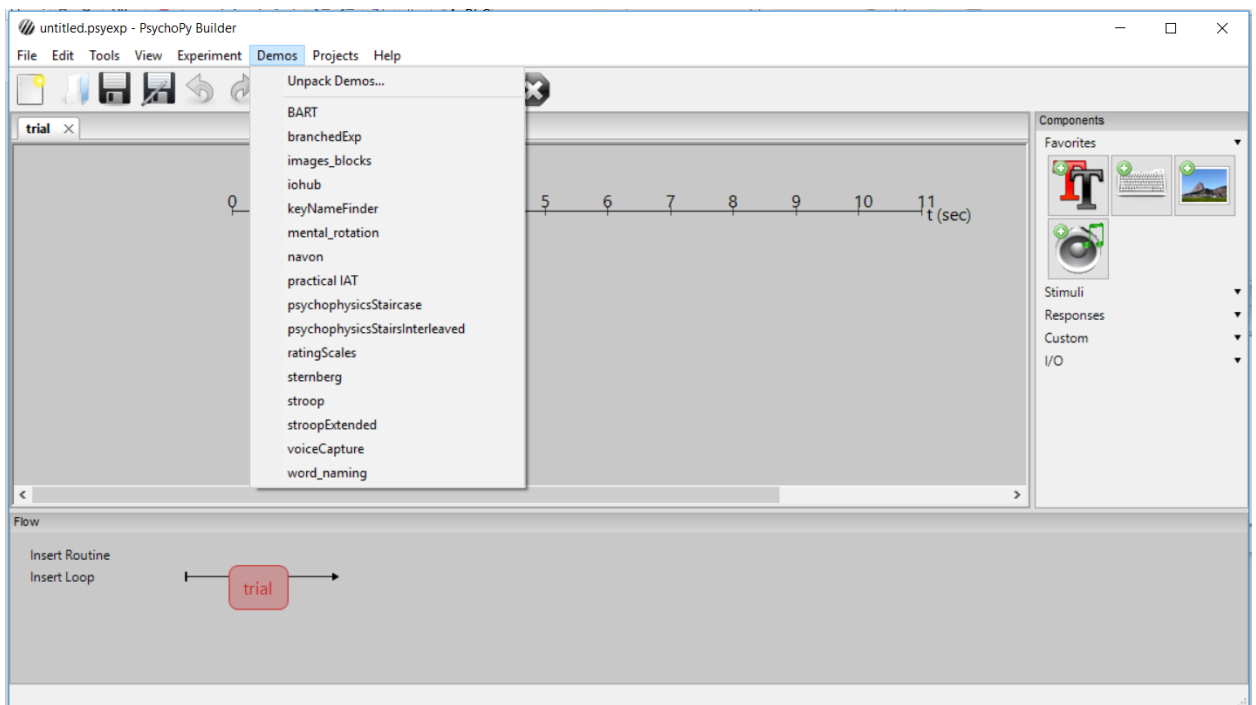 untitled.psyexp - PsychoPy Builder
File Edit Tools View Experiment Demos Projects Help
Unpack Demos...
BART
branchedExp
images_blocks
iohub
keyNameFinder
mental_rotation
navon
practical IAT
psychophysicsStaircase
psychophysicsStairsInterleaved
ratingScales
sternberg
stroop
stroopExtended
voiceCapture
word_naming
trial
0 5 6 7 8 9 10 11
t (sec)
Components
Favorites
Stimuli
Responses
Custom
I/O
Flow
Insert Routine
Insert Loop
trial